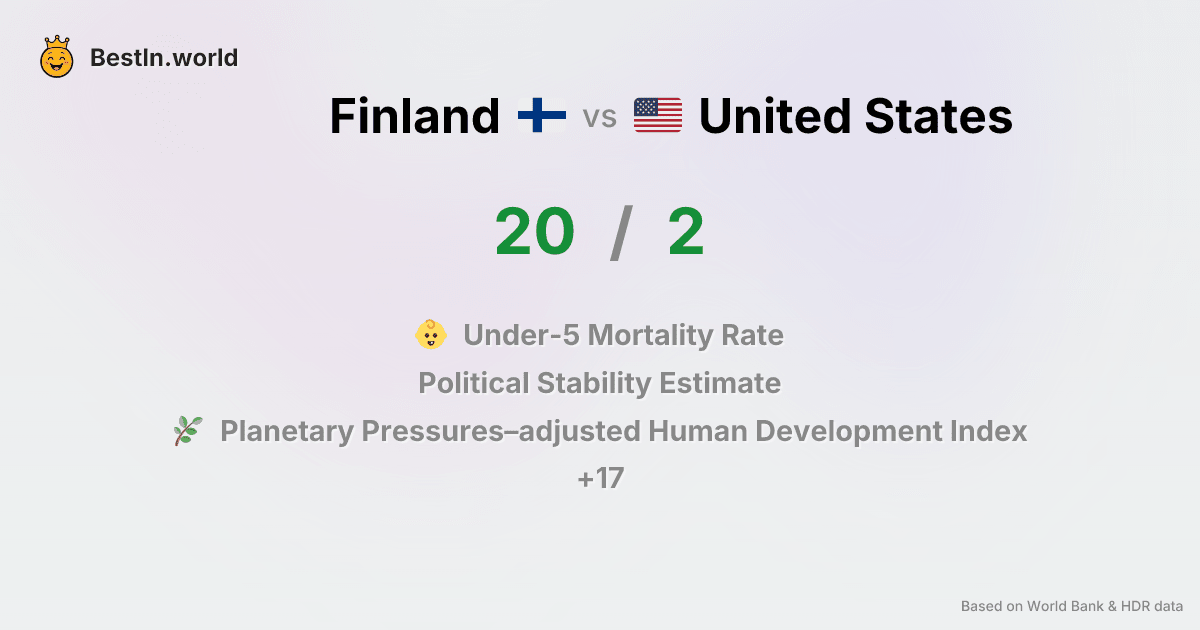 BestIn.world
Finland vs United States
20 / 2
Under-5 Mortality Rate
Political Stability Estimate
Planetary Pressures–adjusted Human Development Index
+17
Based on World Bank & HDR data